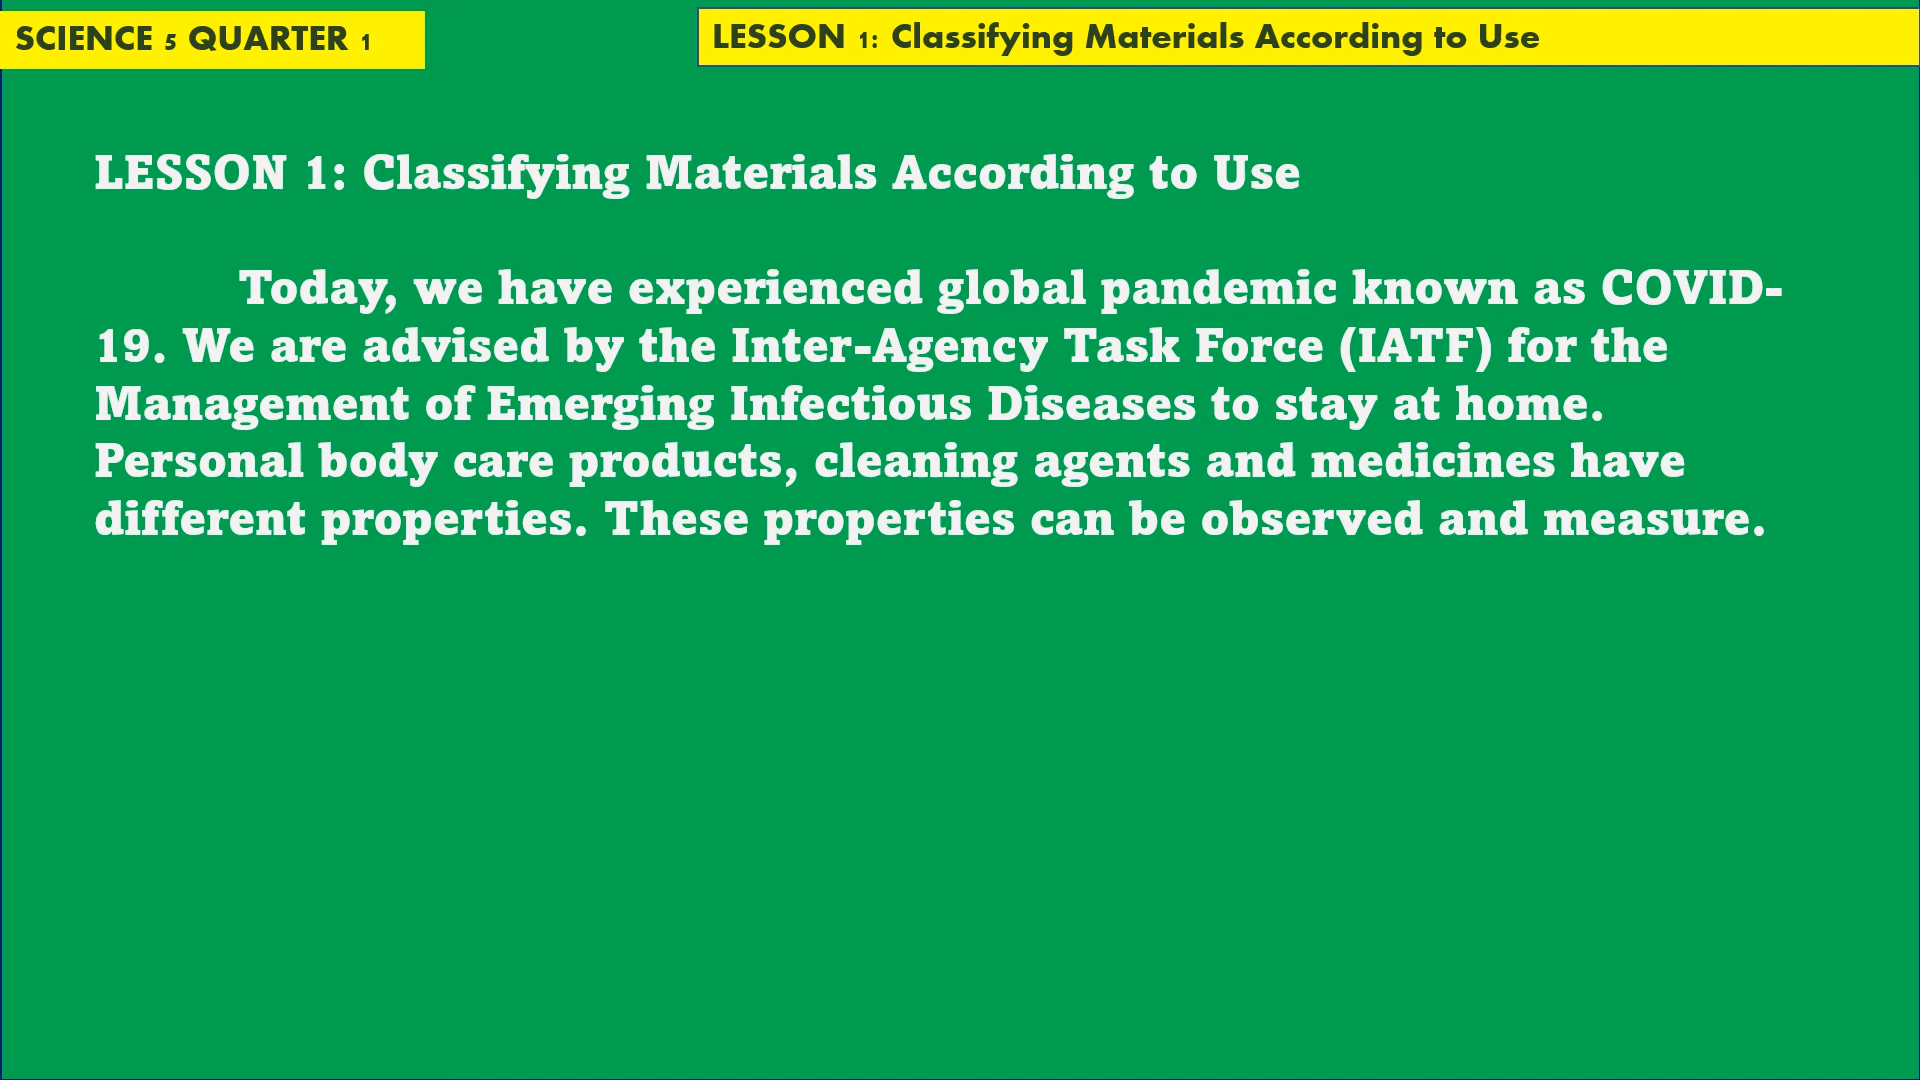 SCIENCE 5 QUARTER 1
LESSON 1: Classifying Materials According to Use
LESSON 1: Classifying Materials According to Use
Today, we have experienced global pandemic known as COVID-
19. We are advised by the Inter-Agency Task Force (IATF) for the
Management of Emerging Infectious Diseases to stay at home.
Personal body care products, cleaning agents and medicines have
different properties. These properties can be observed and measure.